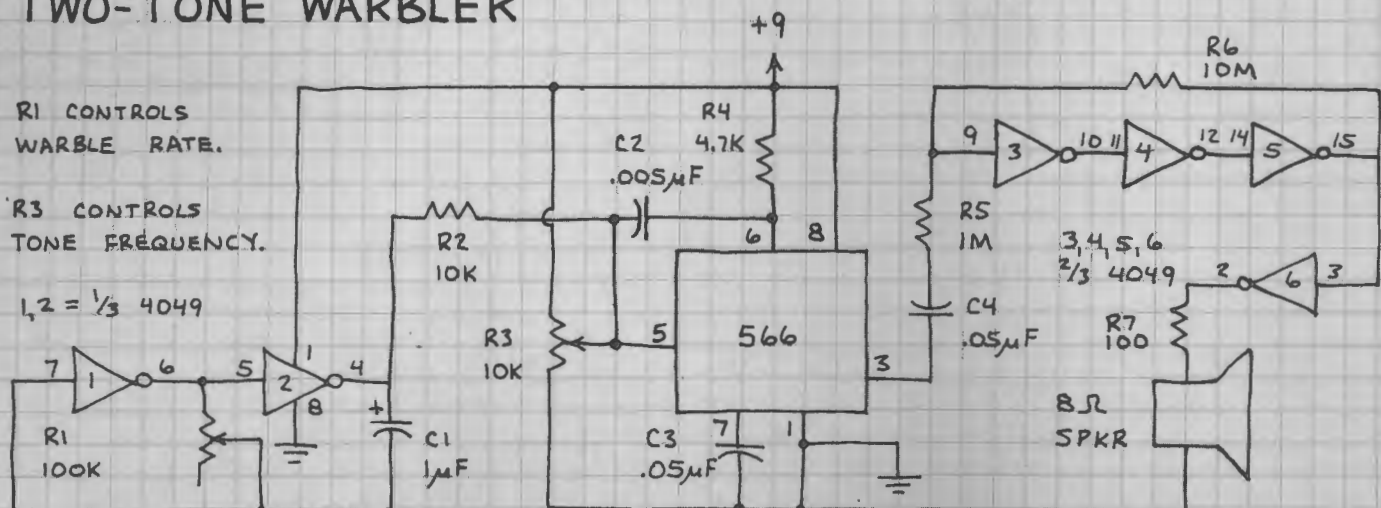 TWO-TONE WARBLER
+9
R1 CONTROLS
WARBLE RATE.
R3 CONTROLS
TONE FREQUENCY.
1,2 = 1/3 4049
R6
10M
R4
4.7K
C2
.005µF
R2
10K
6
8
9
3
10
11
4
12
14
5
15
R5
1M
3,4,5,6
2/3 4049
2
6
3
R3
10K
5
566
3
C4
.05µF
R7
100
7
1
6
5
2
1
8
4
+
R1
100K
C1
1µF
C3
.05µF
7
1
8Ω
SPKR